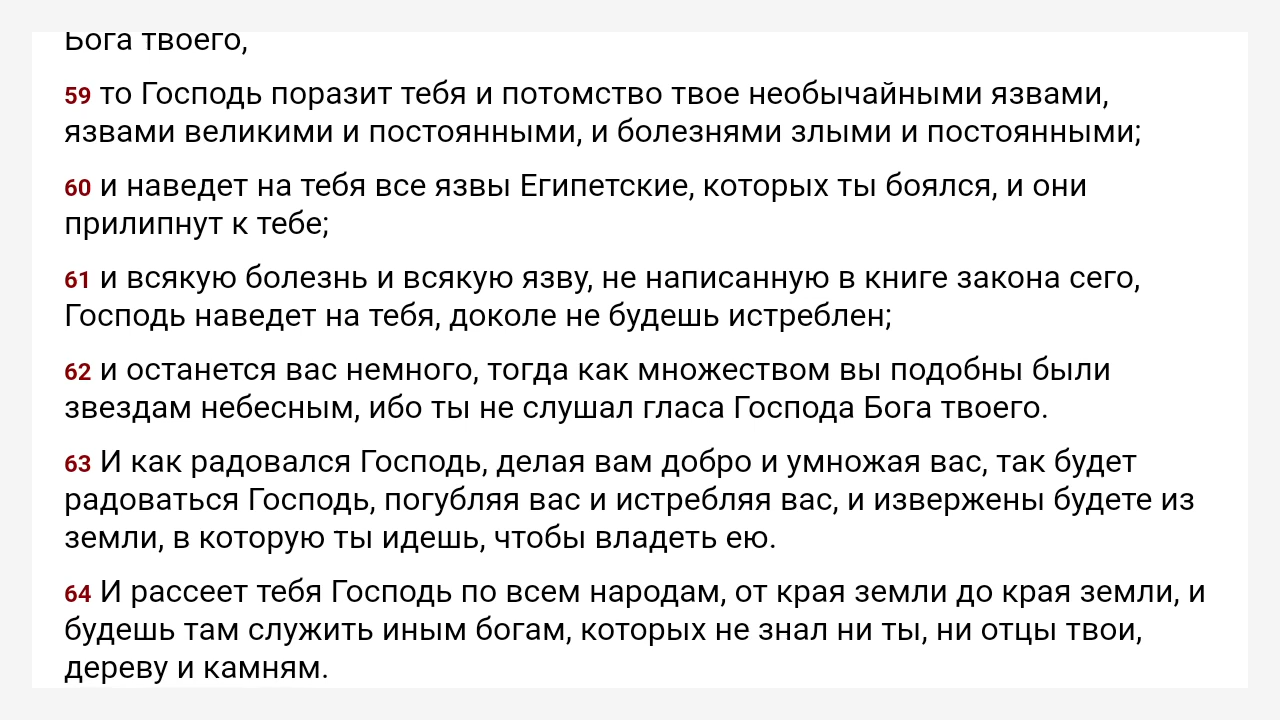 Бога твоего,
59 то Господь поразит тебя и потомство твое необычайными язвами,
язвами великими и постоянными, и болезнями злыми и постоянными;
60 и наведет на тебя все язвы Египетские, которых ты боялся, и они
прилипнут к тебе;
61 и всякую болезнь и всякую язву, не написанную в книге закона сего,
Господь наведет на тебя, доколе не будешь истреблен;
62 и останется вас немного, тогда как множеством вы подобны были
звездам небесным, ибо ты не слушал гласа Господа Бога твоего.
63 И как радовался Господь, делая вам добро и умножая вас, так будет
радоваться Господь, погубляя вас и истребляя вас, и извержены будете из
земли, в которую ты идешь, чтобы владеть ею.
64 И рассеет тебя Господь по всем народам, от края земли до края земли, и
будешь там служить иным богам, которых не знал ни ты, ни отцы твои,
дереву и камням.